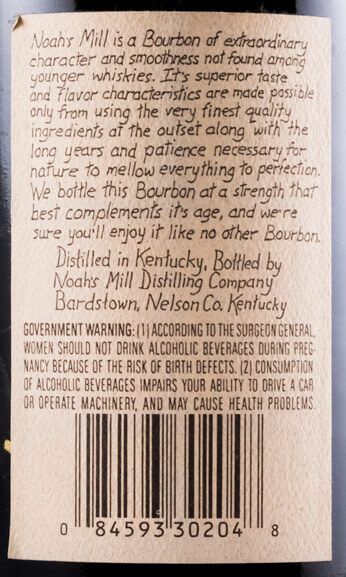 Noah's Mill is a Bourbon of extraordinary
character and smoothness not found among
younger whiskies. It's superior taste
and flavor characteristics are made possible
only from using the very finest quality
ingredients at the outset along with the
long years and patience necessary for
nature to mellow everything to perfection.
We bottle this Bourbon at a strength that
best complements it's age, and we're
sure you'll enjoy it like no other Bourbon.
Distilled in Kentucky, Bottled by
Noah's Mill Distilling Company
Bardstown, Nelson Co. Kentucky
GOVERNMENT WARNING: (1) ACCORDING TO THE SURGEON GENERAL,
WOMEN SHOULD NOT DRINK ALCOHOLIC BEVERAGES DURING PREG-
NANCY BECAUSE OF THE RISK OF BIRTH DEFECTS. (2) CONSUMPTION
OF ALCOHOLIC BEVERAGES IMPAIRS YOUR ABILITY TO DRIVE A CAR
OR OPERATE MACHINERY, AND MAY CAUSE HEALTH PROBLEMS.
0 84593 30204 8